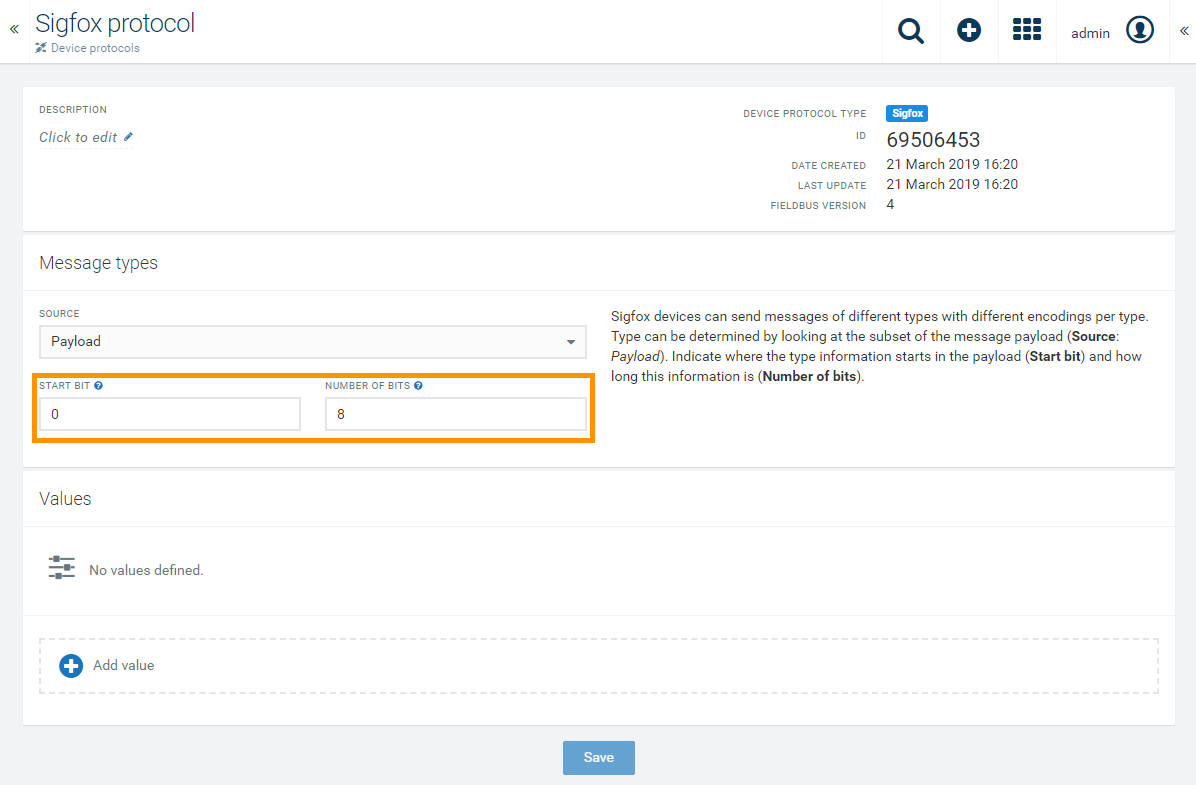 «
Sigfox protocol
Device protocols
admin
«
DESCRIPTION
Click to edit
DEVICE PROTOCOL TYPE Sigfox
ID 69506453
DATE CREATED 21 March 2019 16:20
LAST UPDATE 21 March 2019 16:20
FIELDBUS VERSION 4
Message types
SOURCE
Payload
START BIT ?
0
NUMBER OF BITS ?
8
Sigfox devices can send messages of different types with different encodings per type.
Type can be determined by looking at the subset of the message payload (Source:
Payload). Indicate where the type information starts in the payload (Start bit) and how
long this information is (Number of bits).
Values
No values defined.
Add value
Save